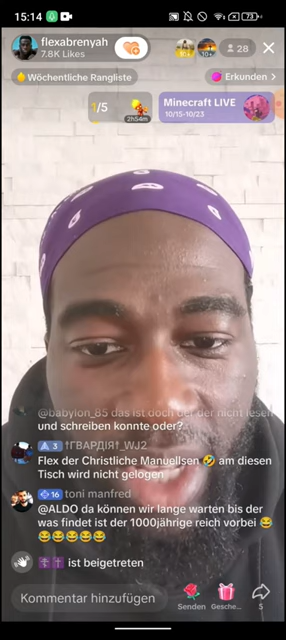 15:14
73
flexabrenyah
7.8K Likes
10+
10+
28
Wöchentliche Rangliste
Erkunden >
1/5
2h54m
Minecraft LIVE
10/15-10/23
@babylon_85 das ist doch der der nicht lesen
und schreiben konnte oder?
3 †ГВАРДІЯ†_WJ2
Flex der Christliche Manuellsen 🤣 am diesen
Tisch wird nicht gelogen
16 toni manfred
@ALDO da können wir lange warten bis der
was findet ist der 1000jährige reich vorbei 😂
😂😂😂😂😂
ist beigetreten
Kommentar hinzufügen
Senden
Gesche...
5